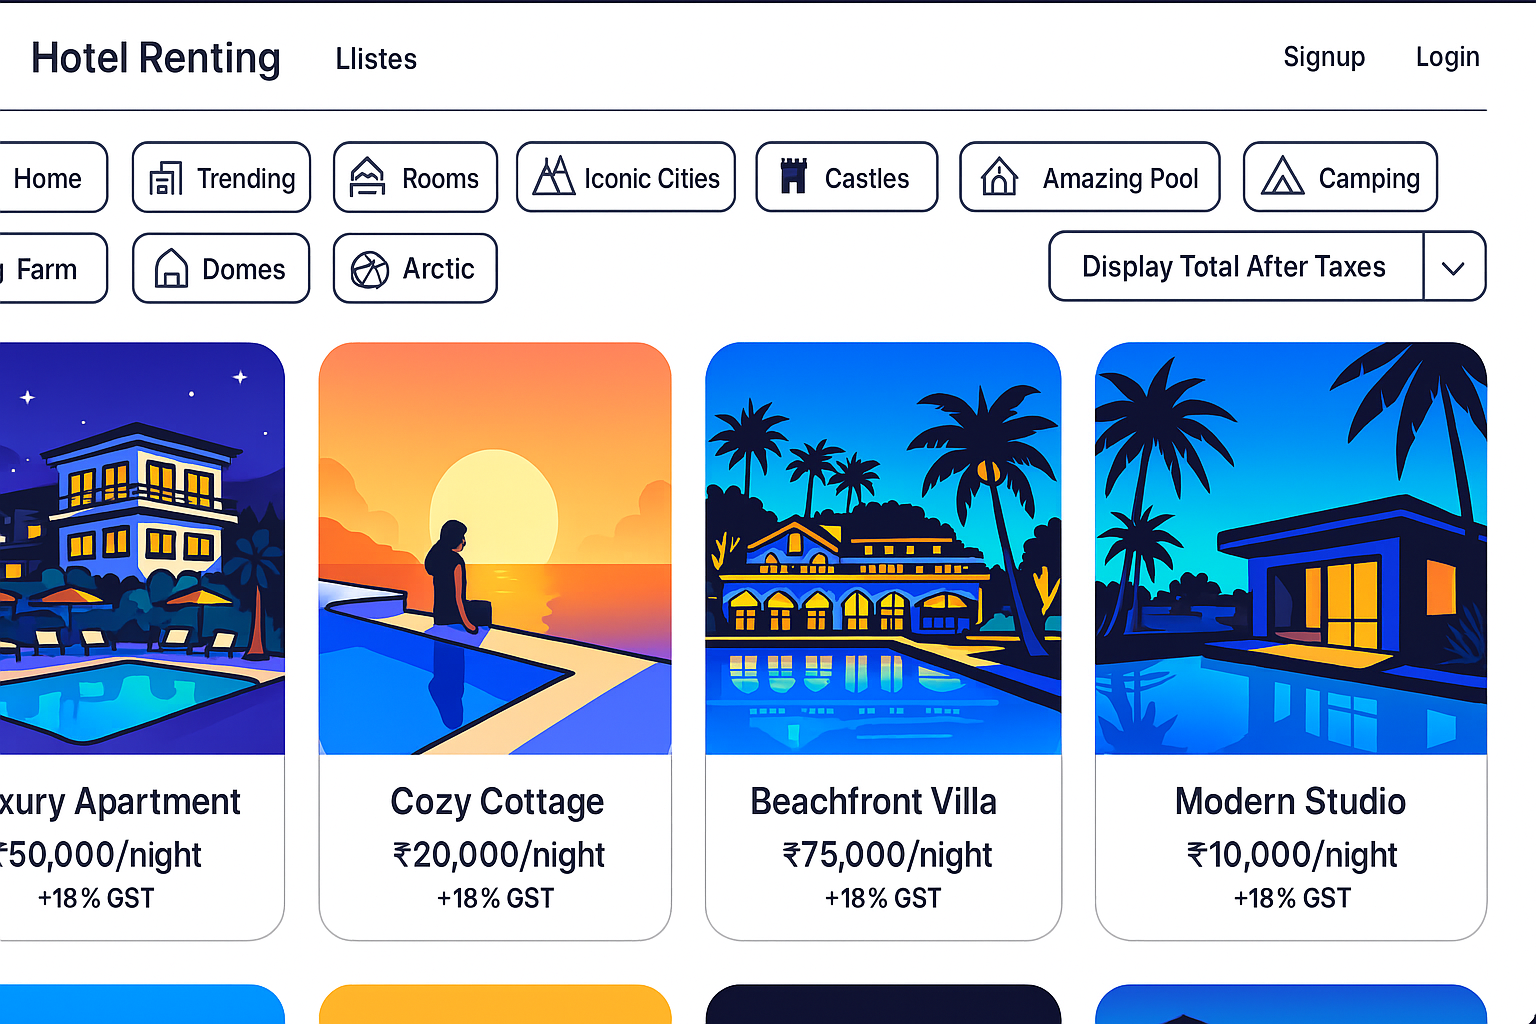 Hotel Renting Llistes Signup Login
Home Trending Rooms Iconic Cities Castles Amazing Pool Camping
Farm Domes Arctic Display Total After Taxes
xury Apartment
₹50,000/night
+18% GST
Cozy Cottage
₹20,000/night
+18% GST
Beachfront Villa
₹75,000/night
+18% GST
Modern Studio
₹10,000/night
+18% GST